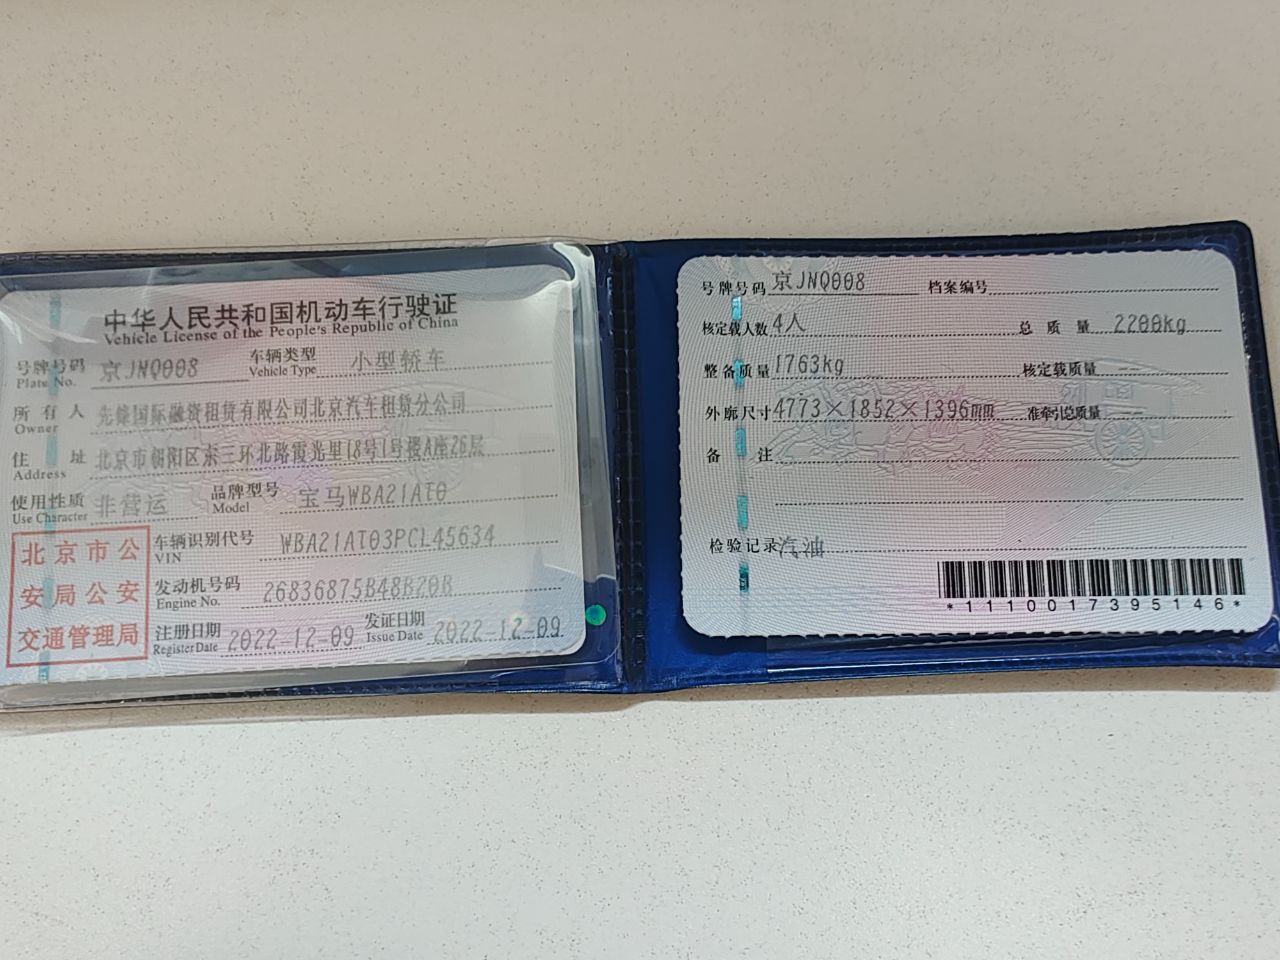 中华人民共和国机动车行驶证
Vehicle License of the People's Republic of China
号牌号码 京JNQ008 车辆类型 小型轿车
Plate No. Vehicle Type
所有人 先锋国际融资租赁有限公司北京汽车租赁分公司
Owner
住址 北京市朝阳区东三环北路霞光里18号1号楼A座26层
Address
使用性质 非营运 品牌型号 宝马WBA21AT0
Use Character Model
北京市公
安局公安
交通管理局
车辆识别代号 WBA21AT03PCL45634
VIN
发动机号码 26836875B48B20B
Engine No.
注册日期 2022-12-09 发证日期 2022-12-09
Register Date Issue Date
号牌号码 京JNQ008 档案编号
核定载人数 4人 总质量 2200kg
整备质量 1763kg 核定载质量 --
外廓尺寸 4773×1852×1396mm 准牵引总质量 --
备注
检验记录 汽油
*1110017395146*